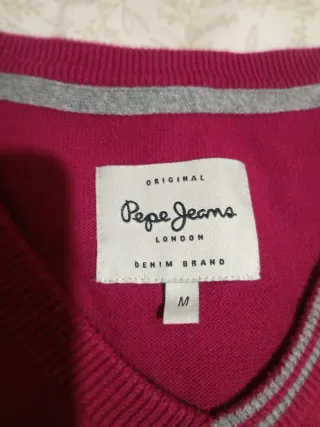 ORIGINAL
Pepe Jeans
LONDON
DENIM BRAND
M